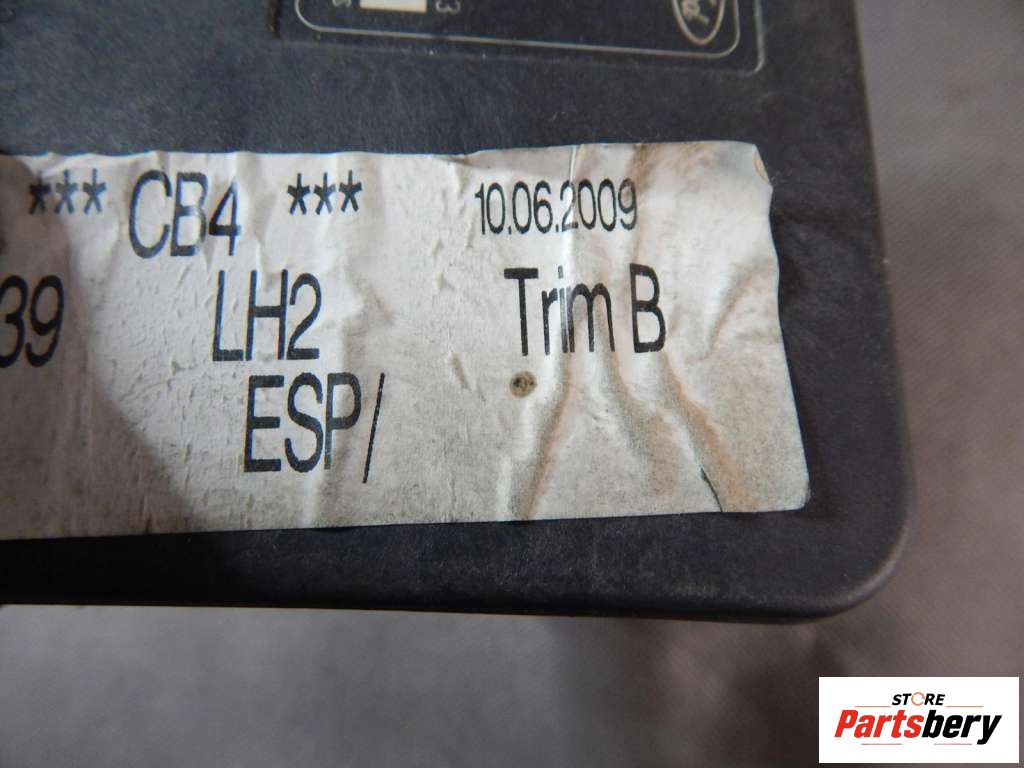 *** CB4 *** 10.06.2009
39 LH2 Trim B
ESP/
STORE
Partsbery